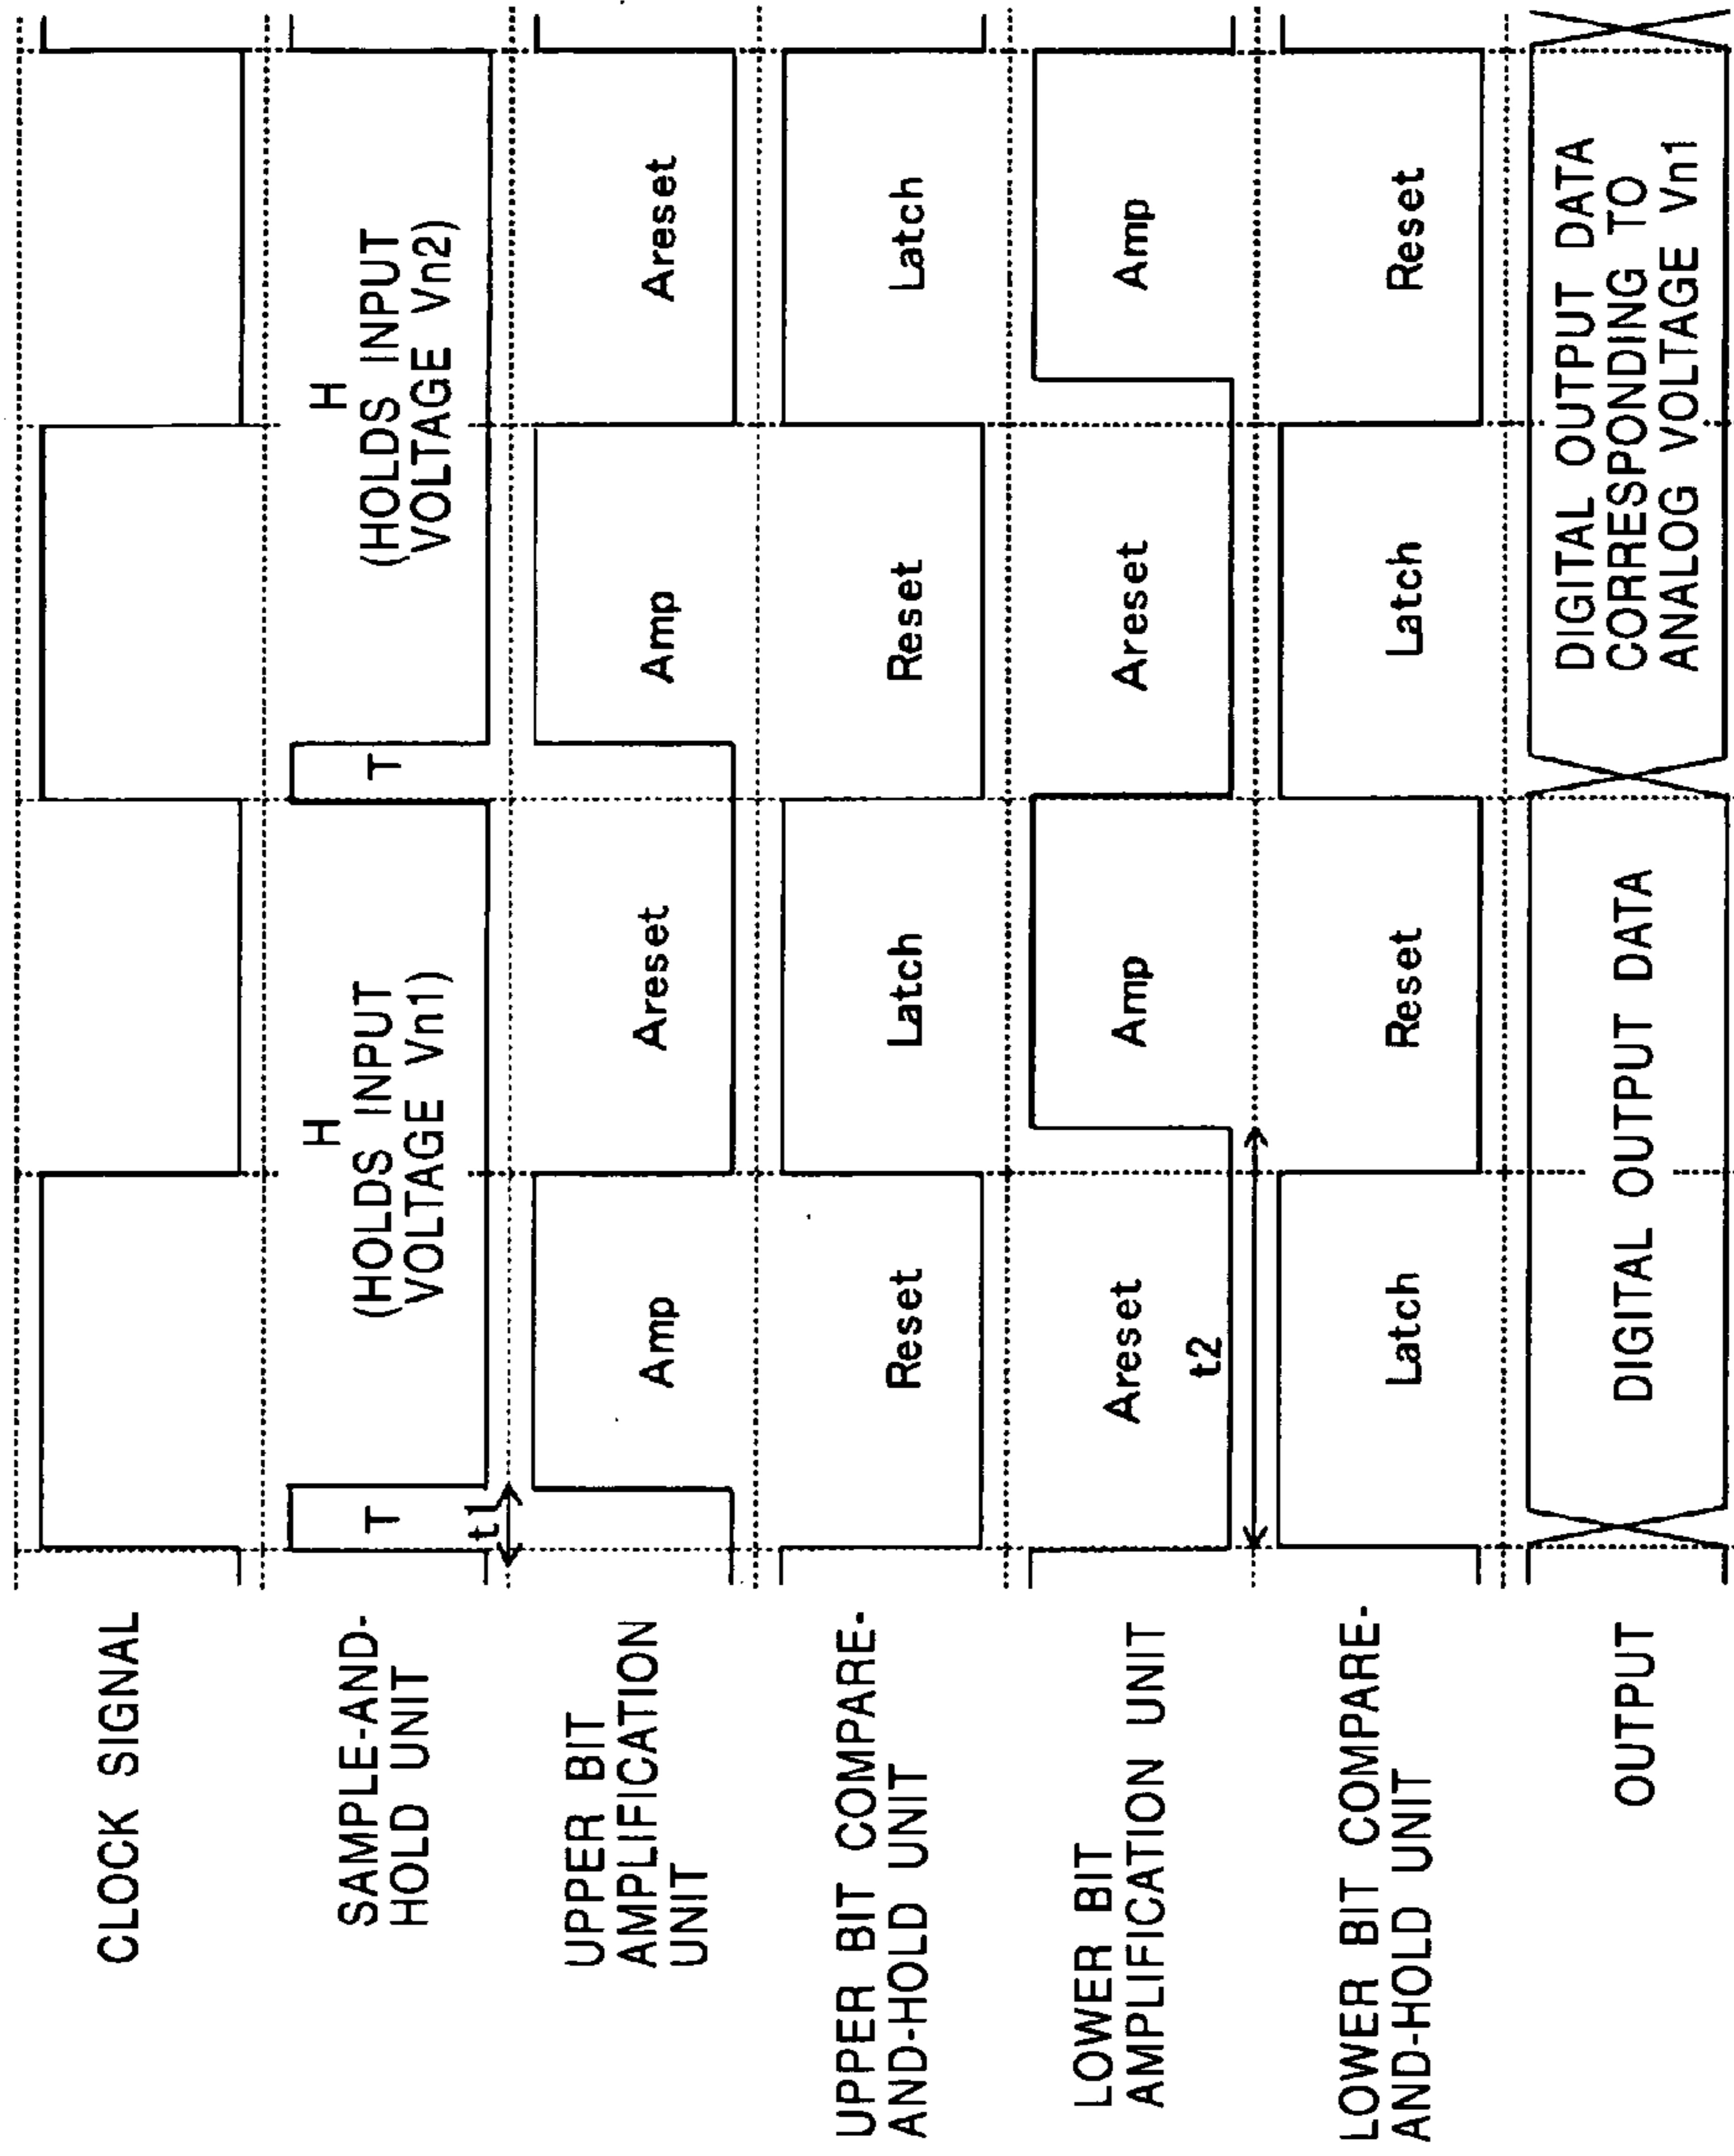 CLOCK SIGNAL
SAMPLE-AND-
HOLD UNIT
T
H
(HOLDS INPUT
VOLTAGE Vn1)
T
H
(HOLDS INPUT
VOLTAGE Vn2)
t1
UPPER BIT
AMPLIFICATION
UNIT
Amp
Areset
Amp
Areset
UPPER BIT COMPARE-
AND-HOLD UNIT
Reset
Latch
Reset
Latch
LOWER BIT
AMPLIFICATION UNIT
Areset
Amp
Areset
Amp
t2
LOWER BIT COMPARE-
AND-HOLD UNIT
Latch
Reset
Latch
Reset
OUTPUT
DIGITAL OUTPUT DATA
DIGITAL OUTPUT DATA
CORRESPONDING TO
ANALOG VOLTAGE Vn1